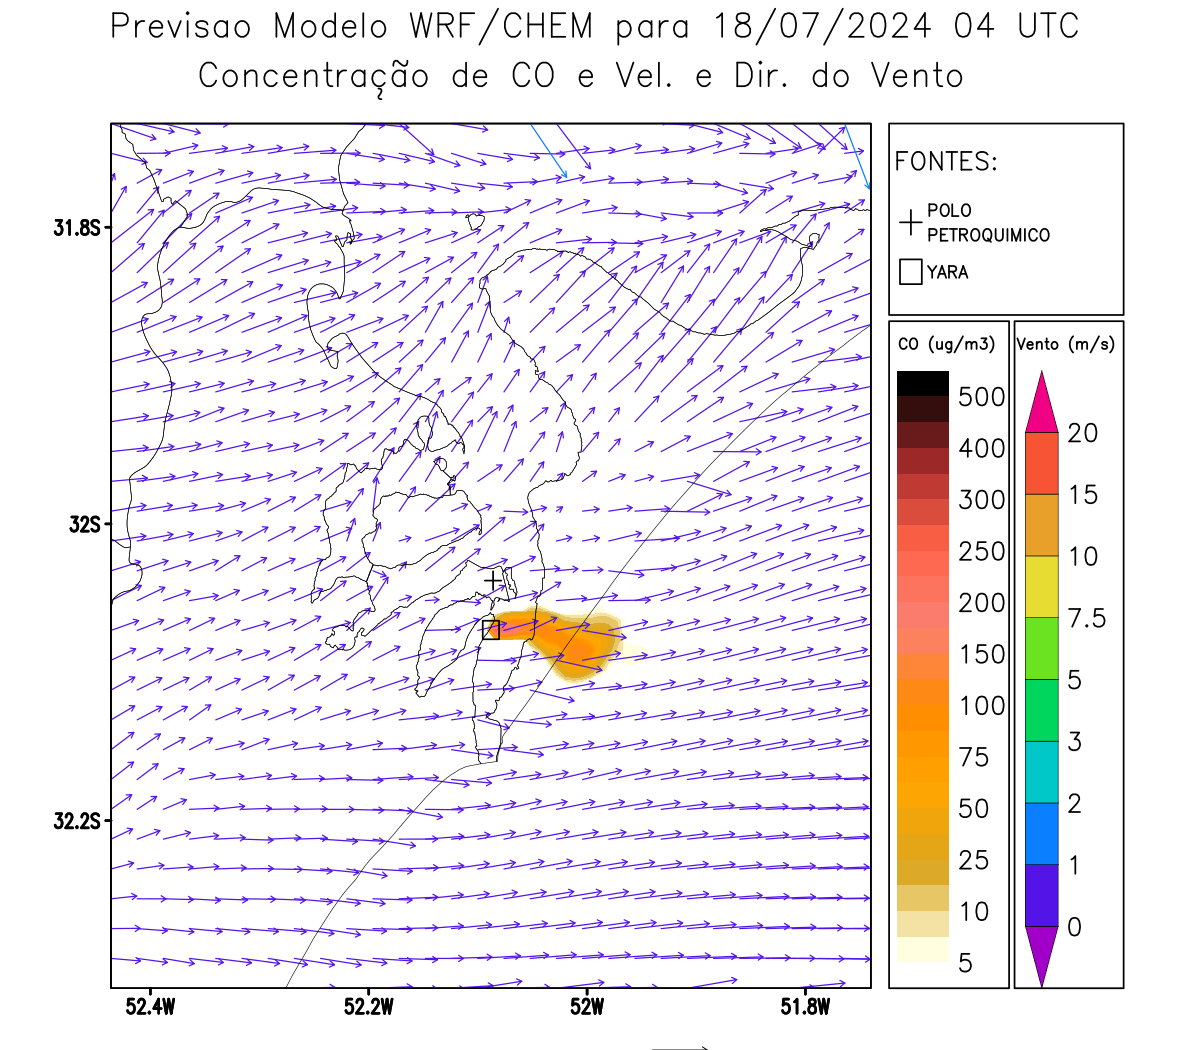 Previsao Modelo WRF/CHEM para 18/07/2024 04 UTC
Concentração de CO e Vel. e Dir. do Vento
FONTES:
POLO
PETROQUIMICO
YARA
CO (ug/m3)
500
400
300
250
200
150
100
75
50
25
10
5
Vento (m/s)
20
15
10
7.5
5
3
2
1
0
31.8S
32S
32.2S
52.4W
52.2W
52W
51.8W